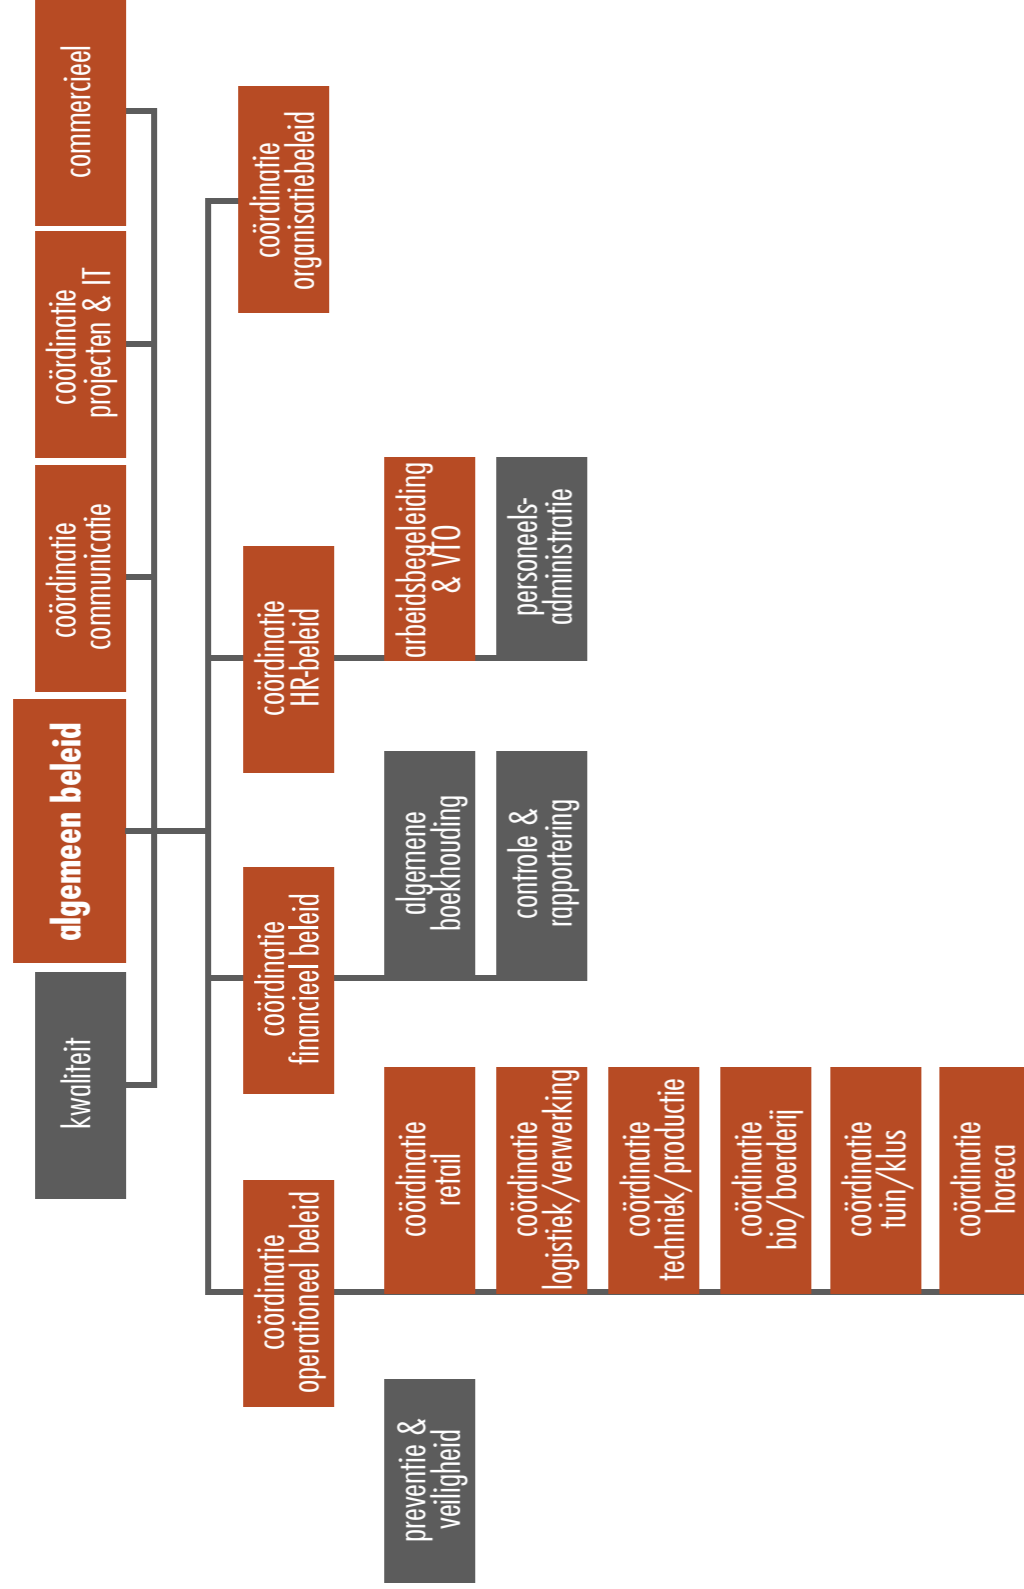 kwaliteit
algemeen beleid
coördinatie
communicatie
coördinatie
projecten & IT
commercieel
coördinatie
operationeel beleid
coördinatie
financieel beleid
coördinatie
HR-beleid
coördinatie
organisatiebeleid
preventie &
veiligheid
coördinatie
retail
coördinatie
logistiek/verwerking
coördinatie
techniek/productie
coördinatie
bio/boerderij
coördinatie
tuin/klus
coördinatie
horeca
algemene
boekhouding
controle &
rapportering
arbeidsbegeleiding
& VTO
personeels-
administratie